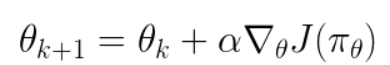 θ_{k+1} = θ_k + α∇_θ J(π_θ)